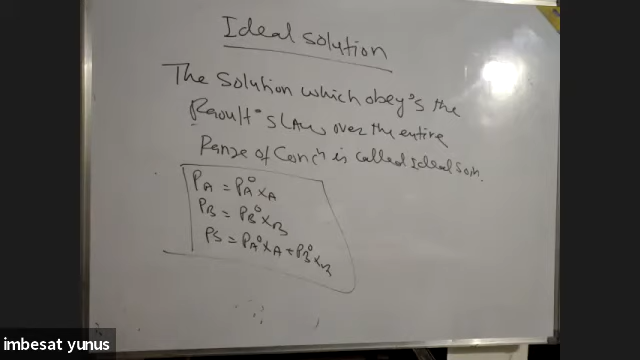 Ideal solution
The Solution which obey's the
Raoult's Law over the entire
Range of Concⁿ is called Ideal Soln.
PA = PA° XA
PB = PB° XB
PS = PA° XA + PB° XB
imbesat yunus